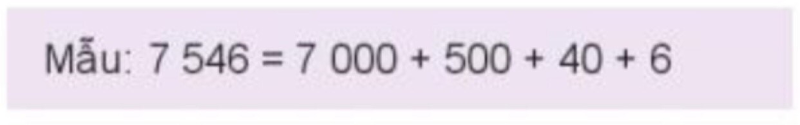 Mẫu: 7 546 = 7 000 + 500 + 40 + 6